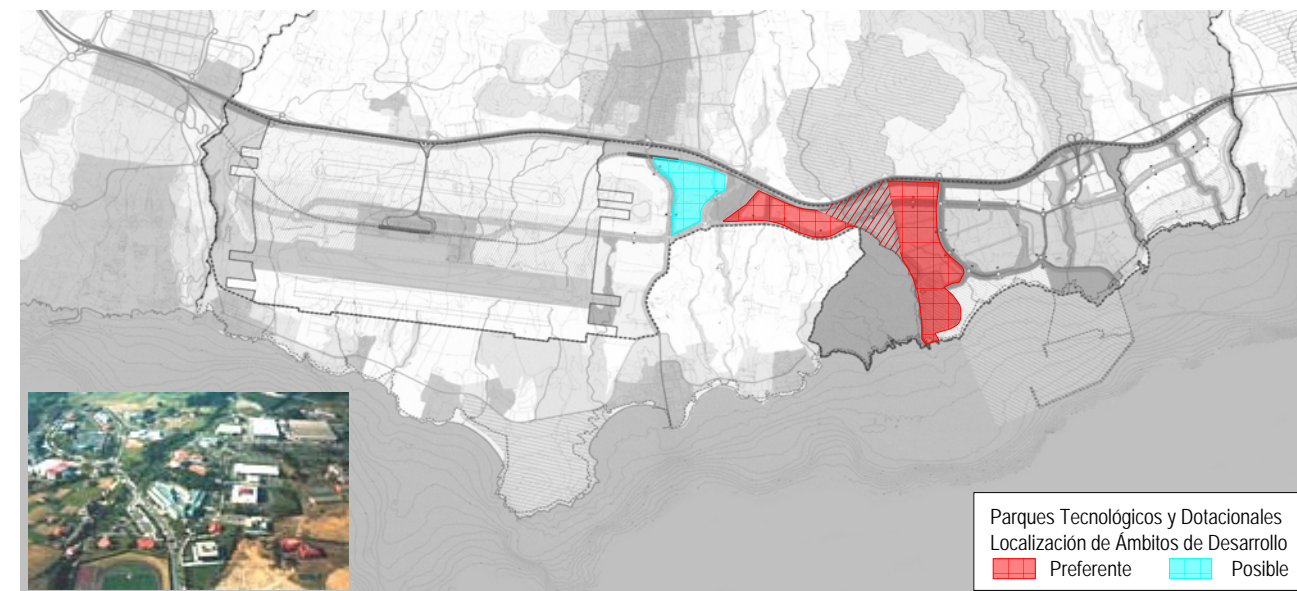 Parques Tecnológicos y Dotacionales
Localización de Ámbitos de Desarrollo
Preferente Posible